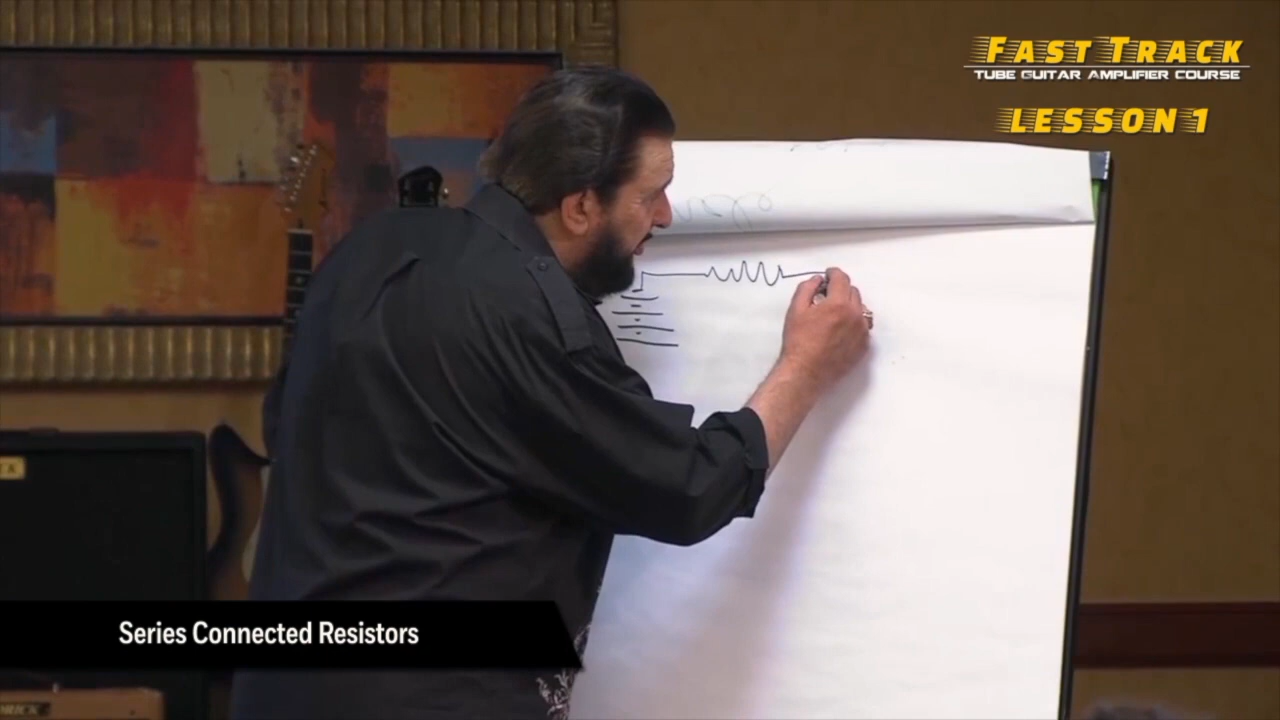 FAST TRACK
TUBE GUITAR AMPLIFIER COURSE
LESSON 1
Series Connected Resistors